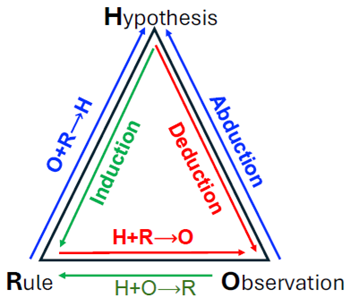 Hypothesis
O+R→H
Induction
Deduction
Abduction
H+R→O
Rule
H+O→R
Observation